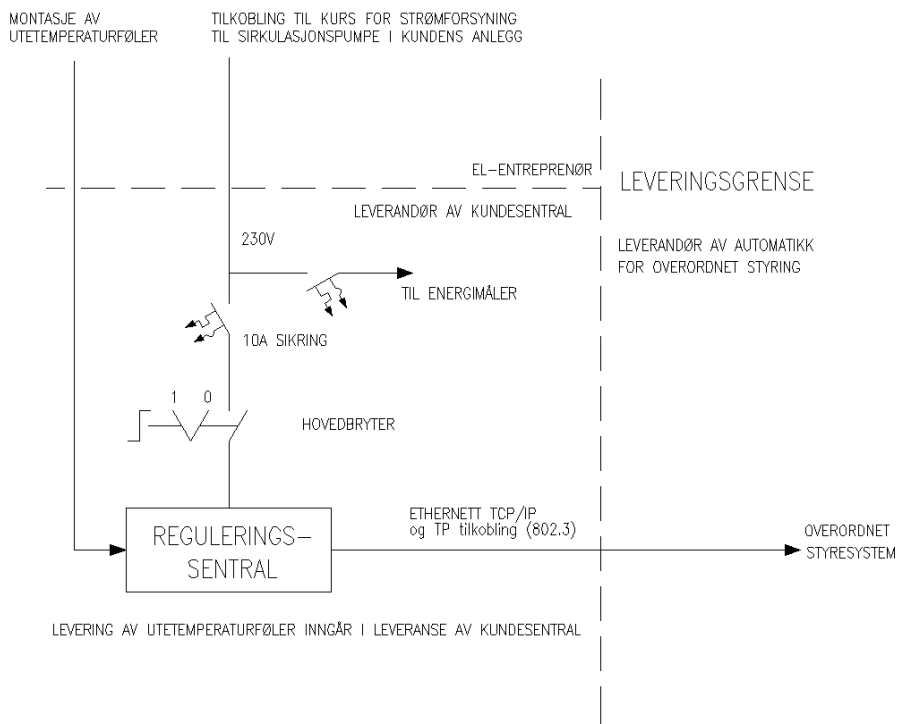 MONTASJE AV
UTETEMPERATURFØLER
TILKOBLING TIL KURS FOR STRØMFORSYNING
TIL SIRKULASJONSPUMPE I KUNDENS ANLEGG
EL-ENTREPRENØR
LEVERINGSGRENSE
LEVERANDØR AV KUNDESENTRAL
230V
LEVERANDØR AV AUTOMATIKK
FOR OVERORDNET STYRING
TIL ENERGIMÅLER
10A SIKRING
1 0
HOVEDBRYTER
ETHERNETT TCP/IP
og TP tilkobling (802.3)
REGULERINGS-
SENTRAL
OVERORDNET
STYRESYSTEM
LEVERING AV UTETEMPERATURFØLER INNGÅR I LEVERANSE AV KUNDESENTRAL